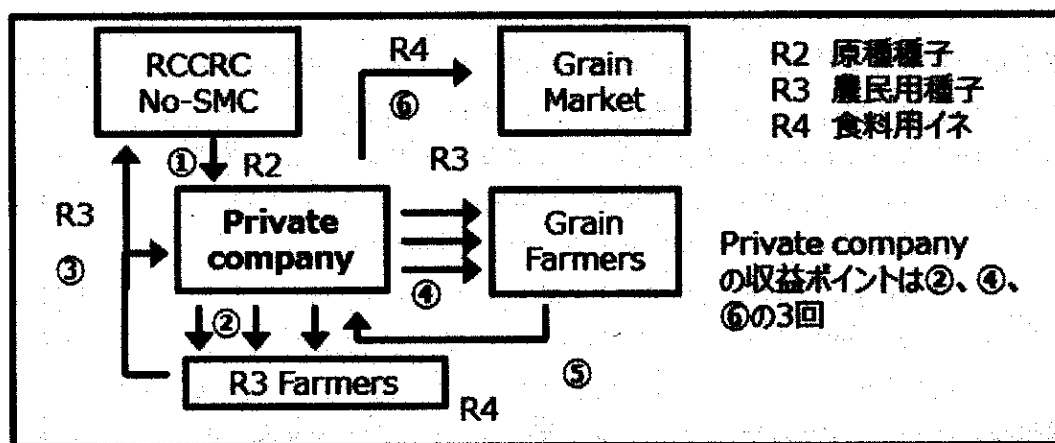 RCCRC
No-SMC
R4
⑥
Grain
Market
R2 原種種子
R3 農民用種子
R4 食料用イネ
①
R2
R3
R3
③
Private
company
④
Grain
Farmers
Private company
の収益ポイントは②、④、
⑥の3回
②
R3 Farmers
⑤
R4